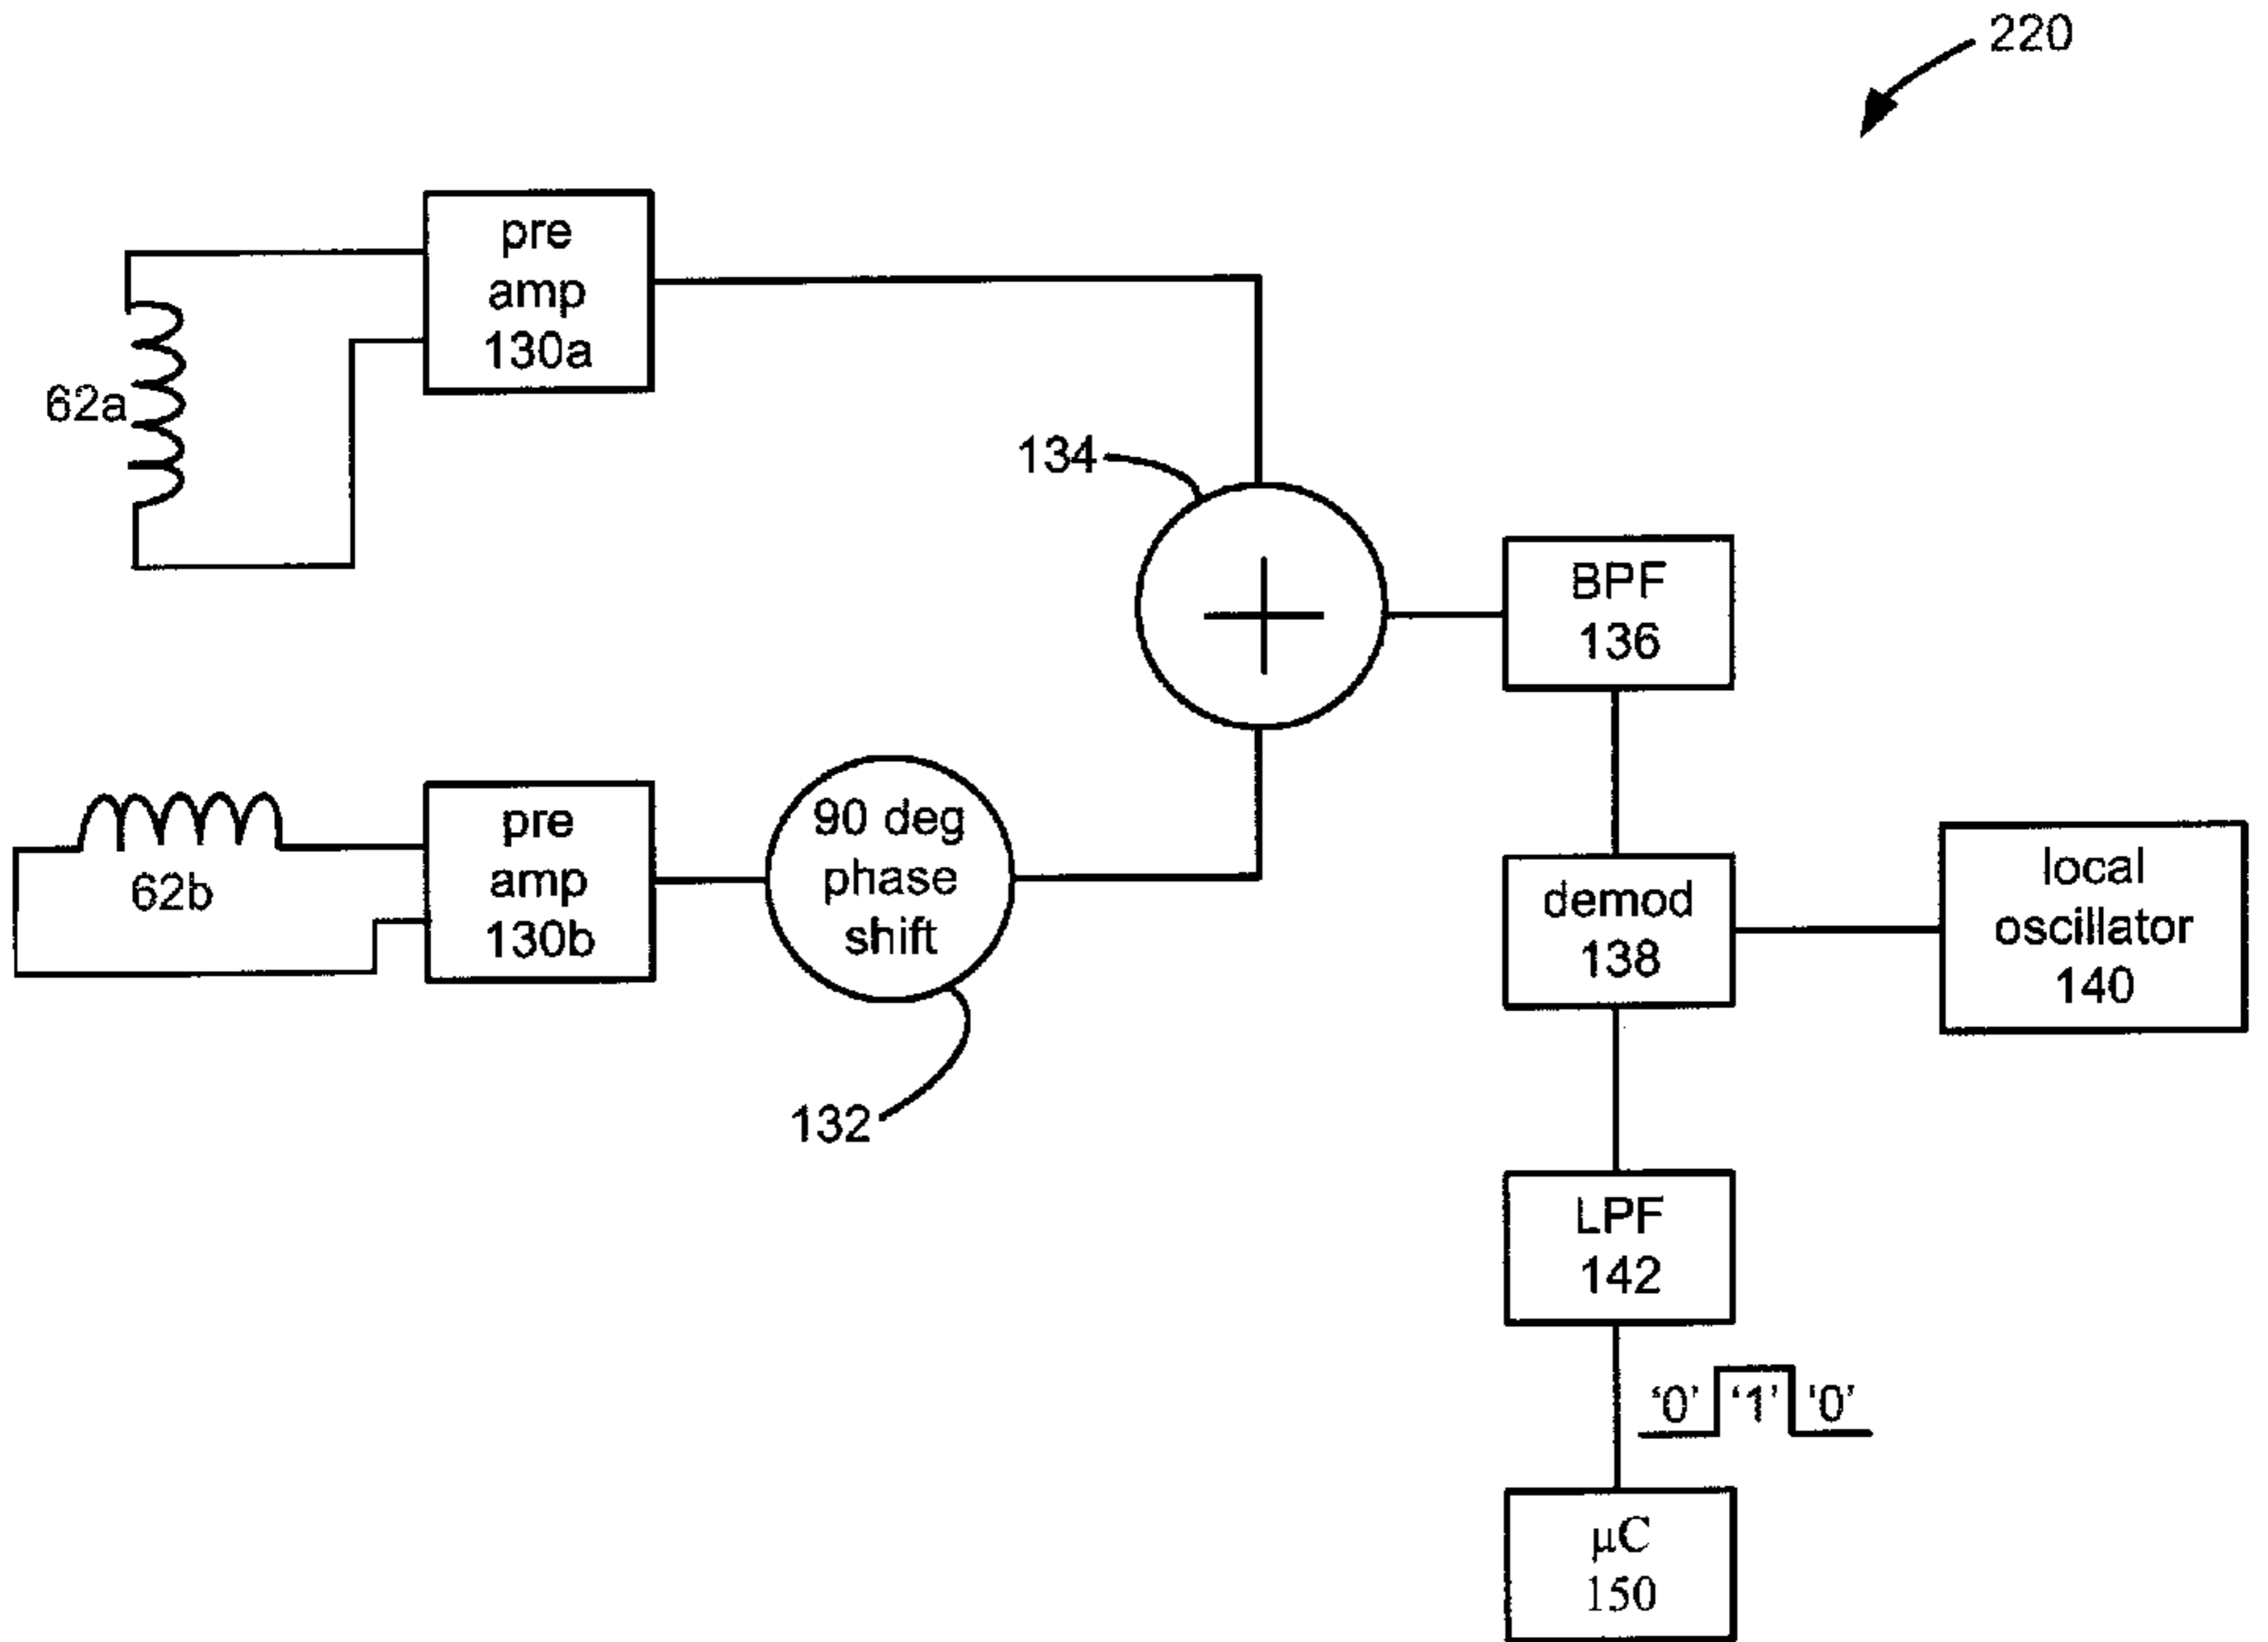 220
pre
amp
130a
62a
134
BPF
136
pre
amp
130b
62b
90 deg
phase
shift
132
demod
138
local
oscillator
140
LPF
142
‘0’ ‘1’ ‘0’
µC
150